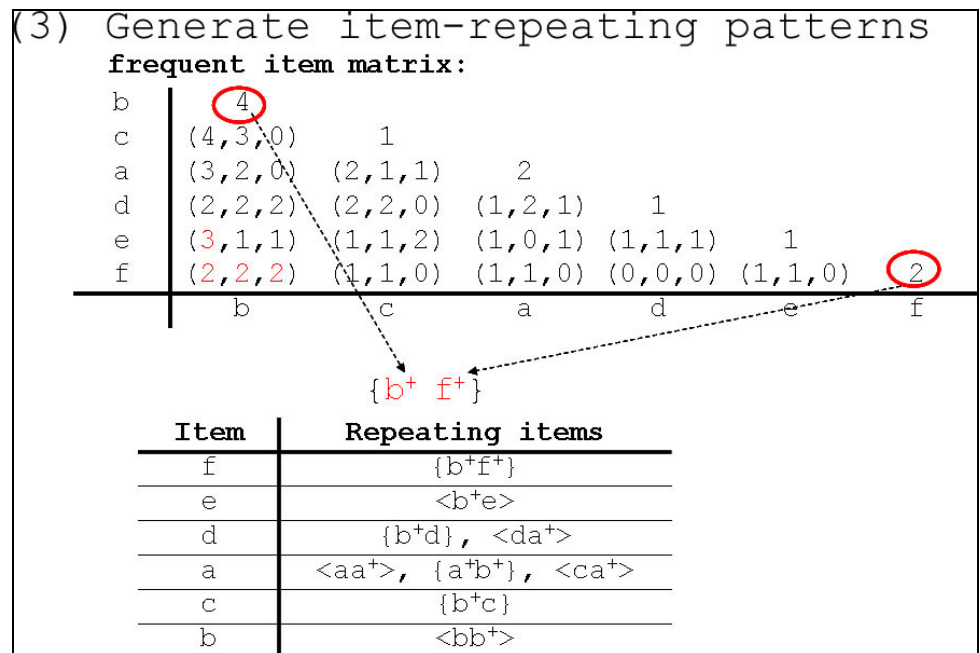 (3) Generate item-repeating patterns
frequent item matrix:
b 4
c (4,3,0) 1
a (3,2,0) (2,1,1) 2
d (2,2,2) (2,2,0) (1,2,1) 1
e (3,1,1) (1,1,2) (1,0,1) (1,1,1) 1
f (2,2,2) (1,1,0) (1,1,0) (0,0,0) (1,1,0) 2
b c a d e f
{b⁺ f⁺}
Item Repeating items
f {b⁺f⁺}
e <b⁺e>
d {b⁺d}, <da⁺>
a <aa⁺>, {a⁺b⁺}, <ca⁺>
c {b⁺c}
b <bb⁺>